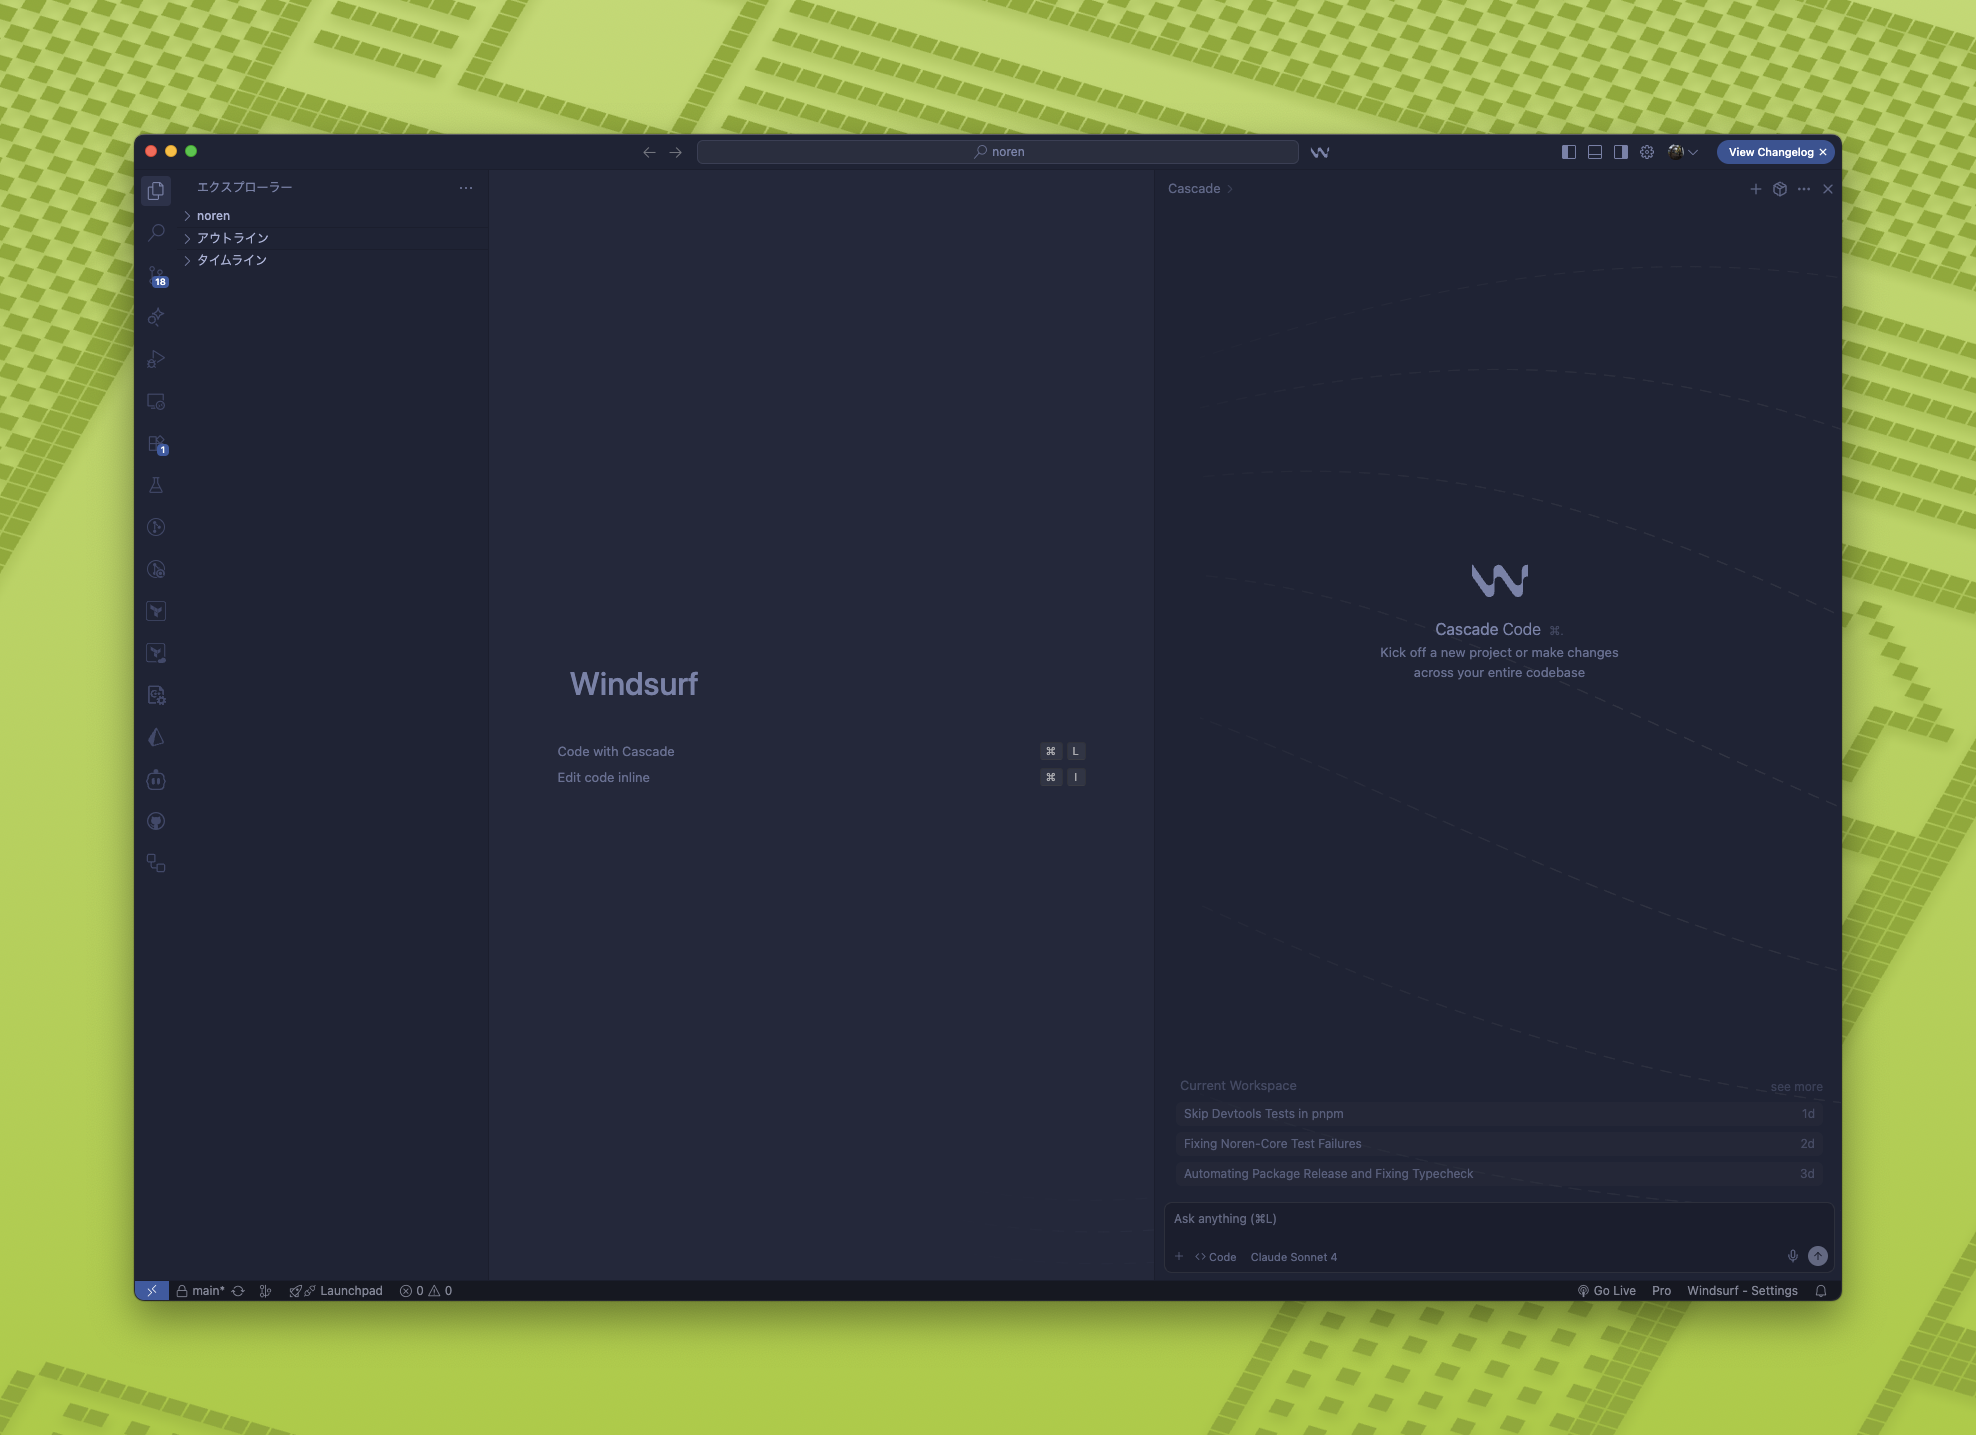 noren
View Changelog
エクスプローラー
noren
アウトライン
タイムライン
18
1
Windsurf
Code with Cascade ⌘ L
Edit code inline ⌘ I
Cascade
Cascade Code ⌘.
Kick off a new project or make changes
across your entire codebase
Current Workspace see more
Skip Devtools Tests in pnpm 1d
Fixing Noren-Core Test Failures 2d
Automating Package Release and Fixing Typecheck 3d
Ask anything (⌘L)
+ <> Code Claude Sonnet 4
main* Launchpad 0 0 Go Live Pro Windsurf - Settings